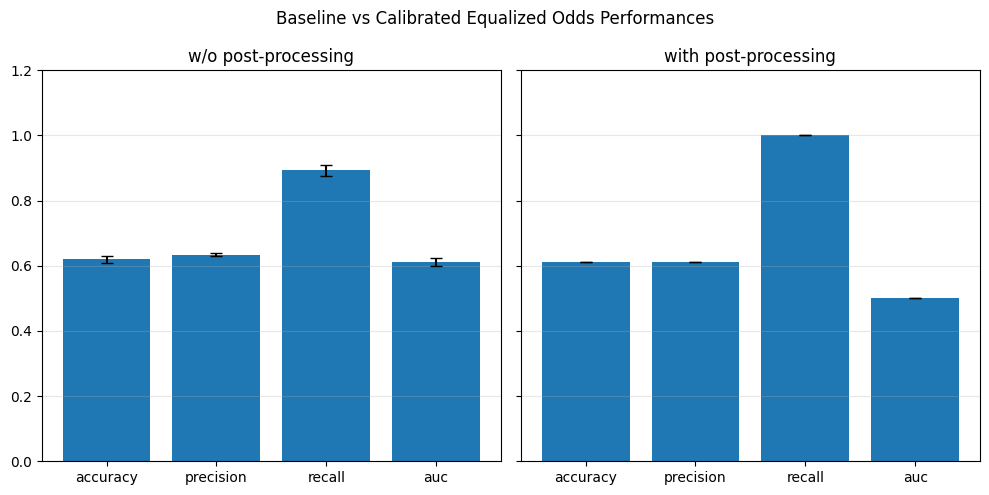 Baseline vs Calibrated Equalized Odds Performances
w/o post-processing
with post-processing
1.2
1.0
0.8
0.6
0.4
0.2
0.0
accuracy precision recall auc
accuracy precision recall auc